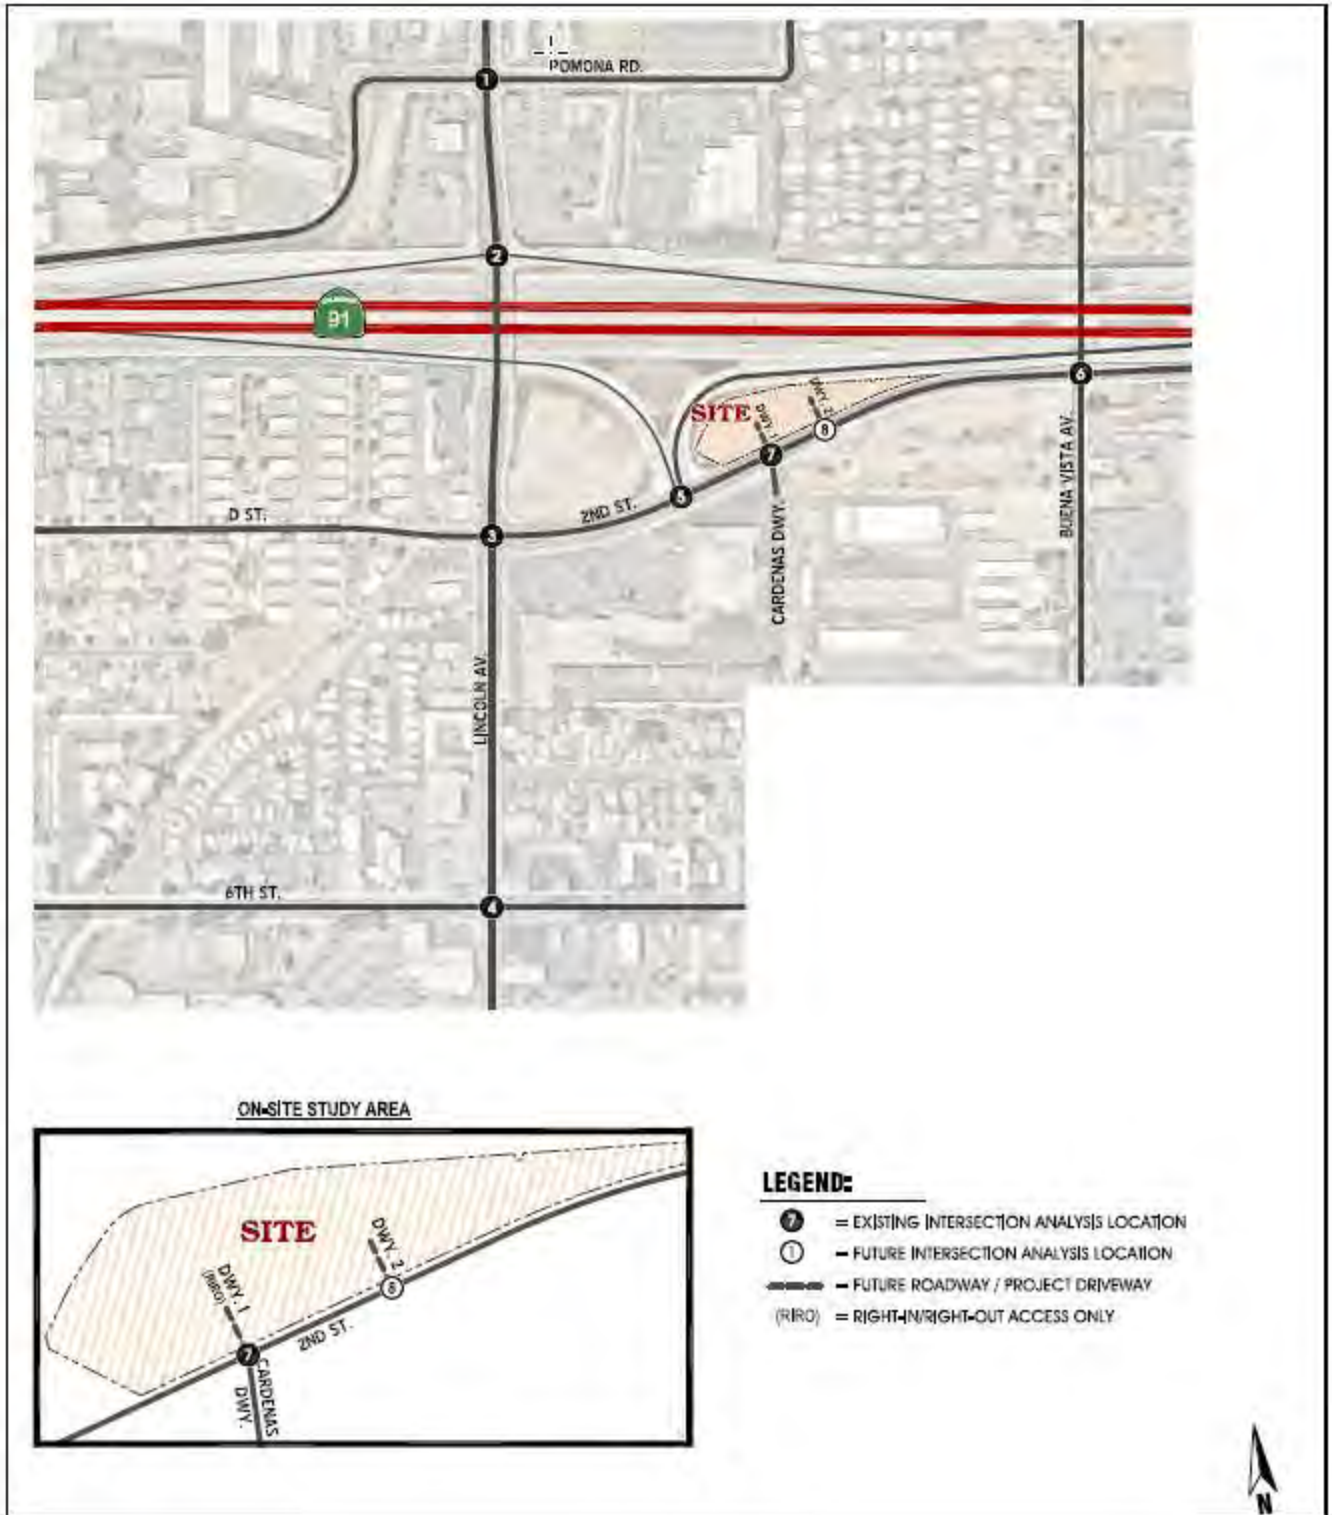 1
POMONA RD.
2
91
6
SITE
DWY. 2
DWY. 1
(RIRO)
8
7
5
D ST.
2ND ST.
3
CARDENAS DWY.
BUENA VISTA AV.
LINCOLN AV.
6TH ST.
4
ON-SITE STUDY AREA
SITE
DWY. 2
DWY. 1
(RIRO)
8
2ND ST.
7
CARDENAS
DWY.
LEGEND:
7 = EXISTING INTERSECTION ANALYSIS LOCATION
1 = FUTURE INTERSECTION ANALYSIS LOCATION
= FUTURE ROADWAY / PROJECT DRIVEWAY
(RIRO) = RIGHT-IN/RIGHT-OUT ACCESS ONLY
N